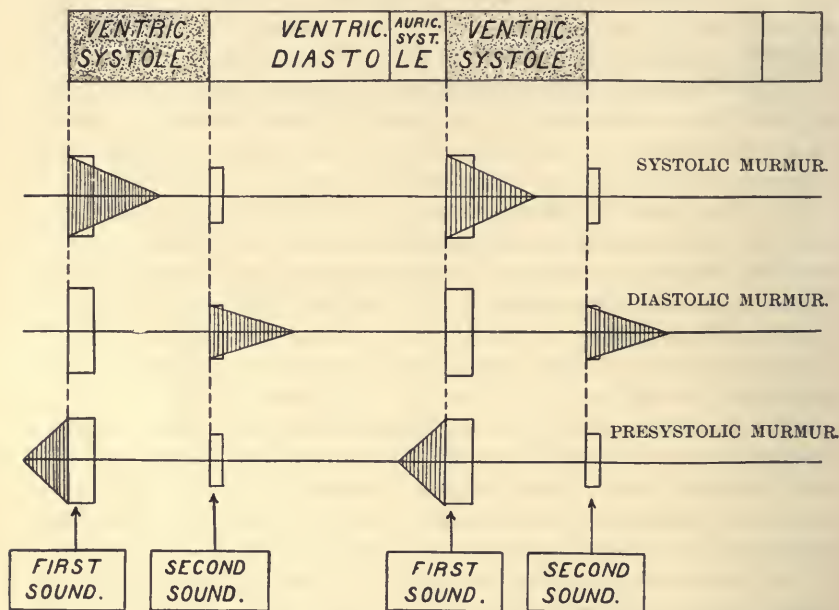 VENTRIC.
SYSTOLE
VENTRIC.
DIASTO
AURIC.
SYST.
LE
VENTRIC.
SYSTOLE
SYSTOLIC MURMUR.
DIASTOLIC MURMUR.
PRESYSTOLIC MURMUR.
FIRST
SOUND.
SECOND
SOUND.
FIRST
SOUND.
SECOND
SOUND.